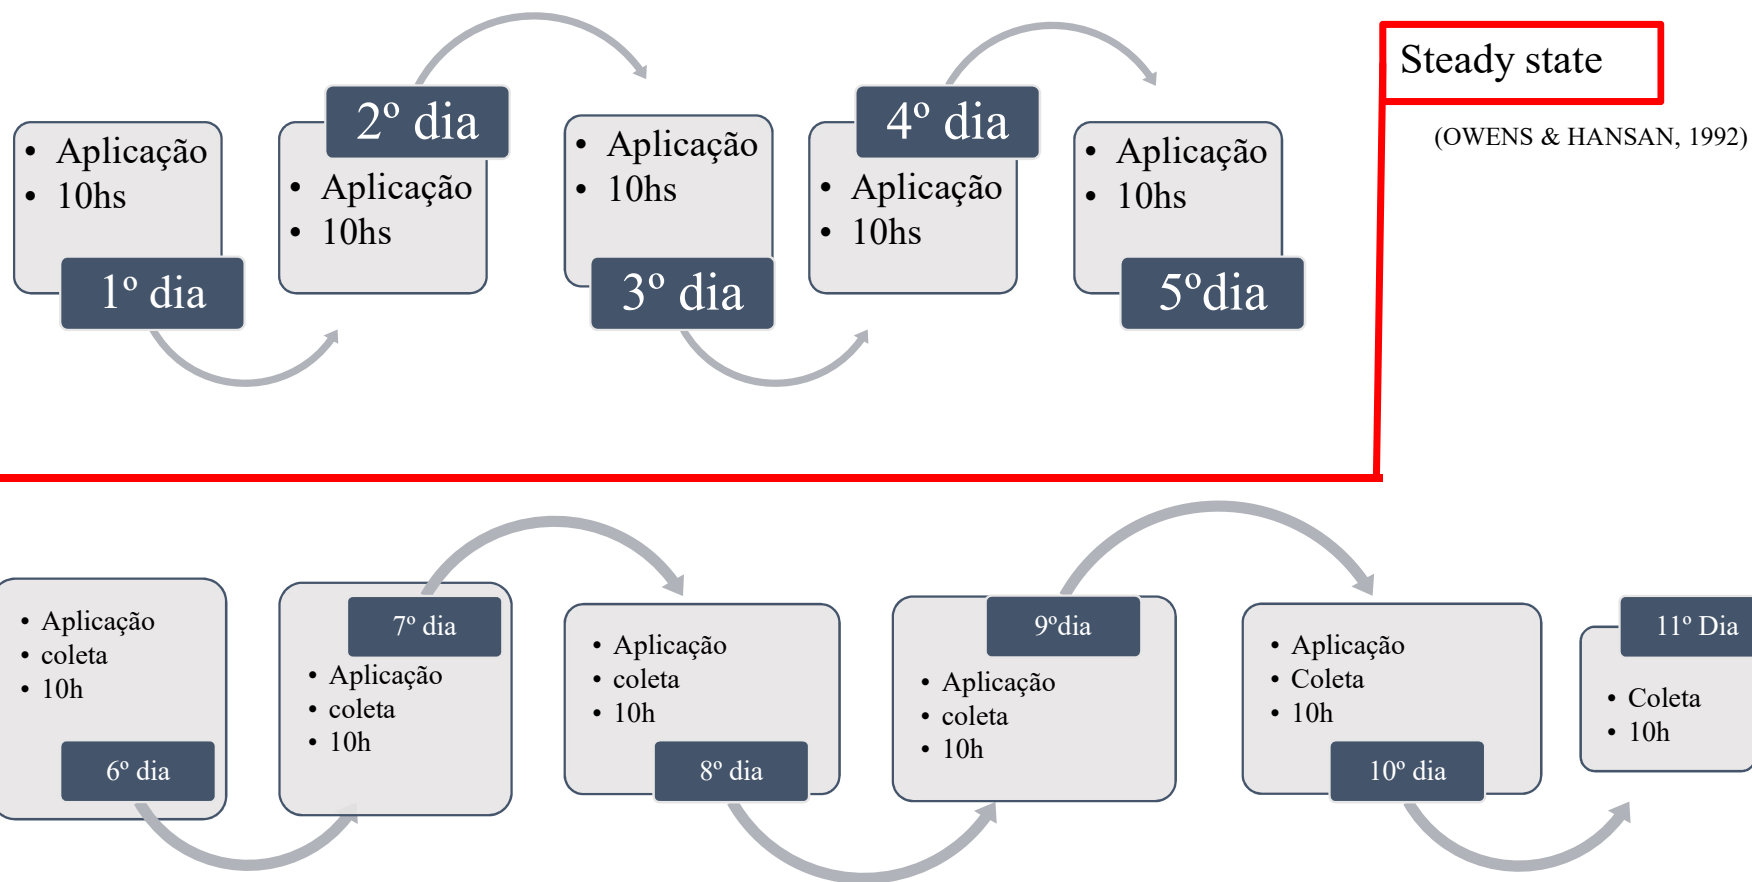 • Aplicação
• 10hs
1º dia
2º dia
• Aplicação
• 10hs
• Aplicação
• 10hs
3º dia
4º dia
• Aplicação
• 10hs
• Aplicação
• 10hs
5ºdia
Steady state
(OWENS & HANSAN, 1992)
• Aplicação
• coleta
• 10h
6º dia
7º dia
• Aplicação
• coleta
• 10h
• Aplicação
• coleta
• 10h
8º dia
9ºdia
• Aplicação
• coleta
• 10h
• Aplicação
• Coleta
• 10h
10º dia
11º Dia
• Coleta
• 10h